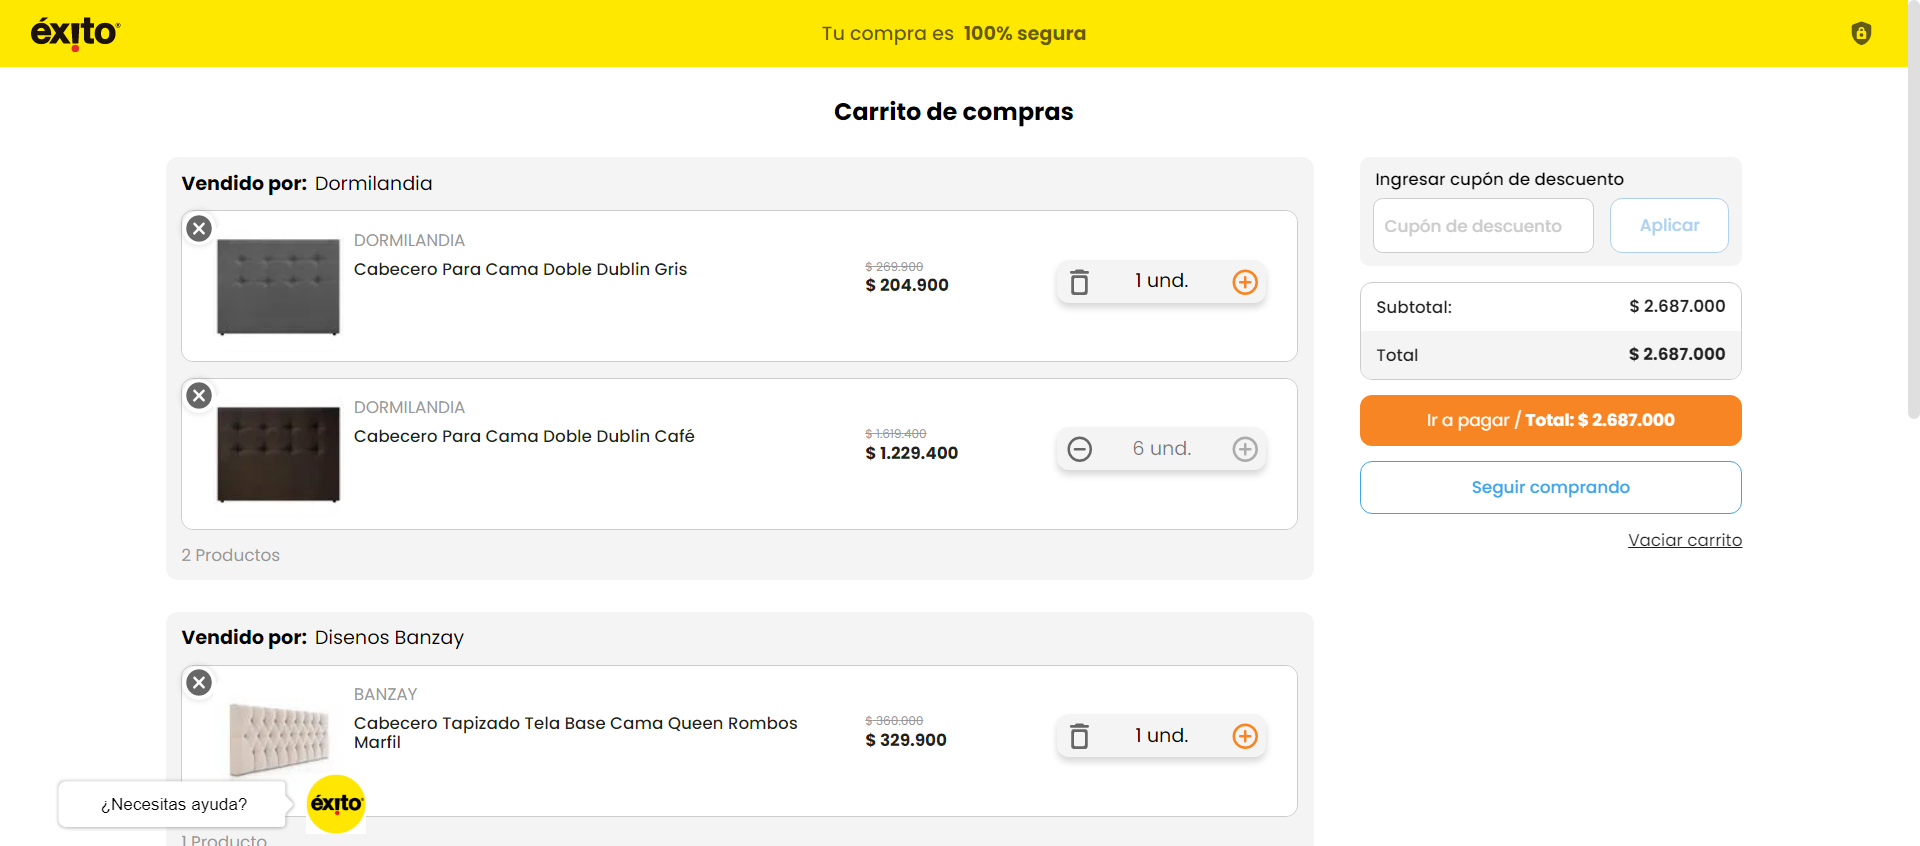 éxito
Tu compra es 100% segura
Carrito de compras
Vendido por: Dormilandia
DORMILANDIA
Cabecero Para Cama Doble Dublin Gris
$ 269.900
$ 204.900
1 und.
DORMILANDIA
Cabecero Para Cama Doble Dublin Café
$ 1.619.400
$ 1.229.400
6 und.
2 Productos
Vendido por: Disenos Banzay
BANZAY
Cabecero Tapizado Tela Base Cama Queen Rombos
Marfil
$ 360.000
$ 329.900
1 und.
1 Producto
Ingresar cupón de descuento
Cupón de descuento
Aplicar
Subtotal: $ 2.687.000
Total $ 2.687.000
Ir a pagar / Total: $ 2.687.000
Seguir comprando
Vaciar carrito
¿Necesitas ayuda?
éxito